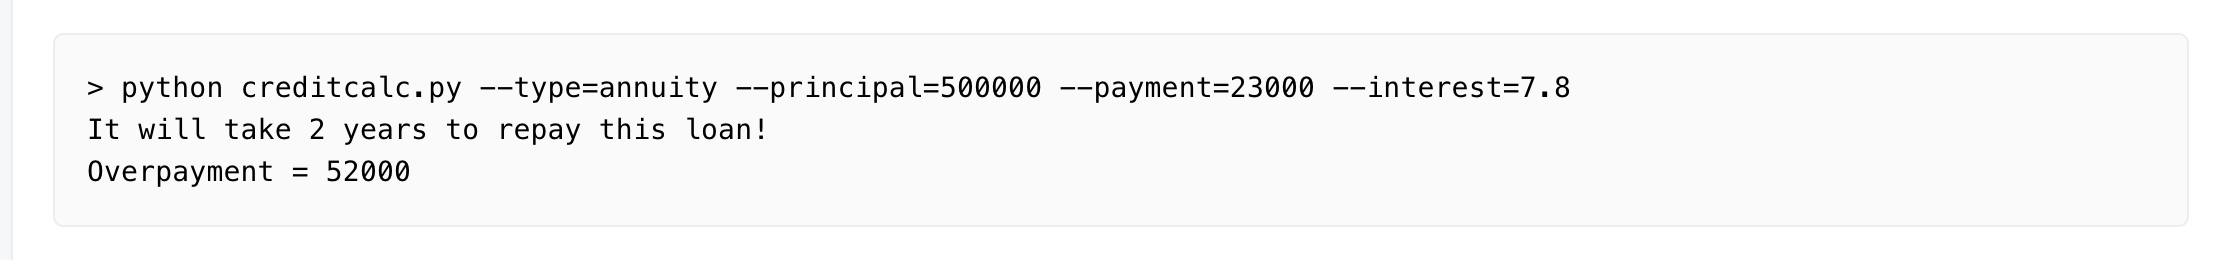 > python creditcalc.py --type=annuity --principal=500000 --payment=23000 --interest=7.8
It will take 2 years to repay this loan!
Overpayment = 52000